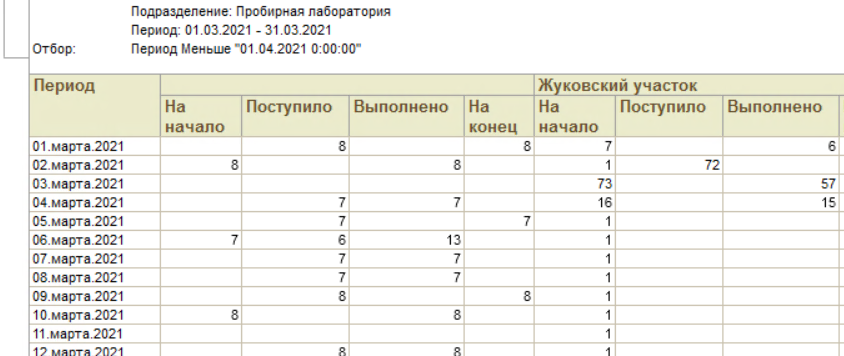 Подразделение: Пробирная лаборатория
Период: 01.03.2021 - 31.03.2021
Отбор: Период Меньше "01.04.2021 0:00:00"
Период Жуковский участок
На начало Поступило Выполнено На конец На начало Поступило Выполнено
01.марта.2021 8 8 7 6
02.марта.2021 8 8 1 72
03.марта.2021 73 57
04.марта.2021 7 7 16 15
05.марта.2021 7 7 1
06.марта.2021 7 6 13 1
07.марта.2021 7 7 1
08.марта.2021 7 7 1
09.марта.2021 8 8 1
10.марта.2021 8 8 1
11.марта.2021 1
12.марта.2021 8 8 1